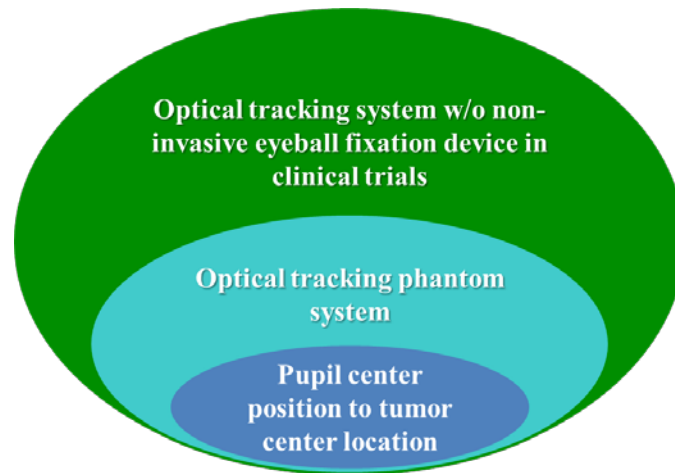 Optical tracking system w/o non-
invasive eyeball fixation device in
clinical trials
Optical tracking phantom
system
Pupil center
position to tumor
center location